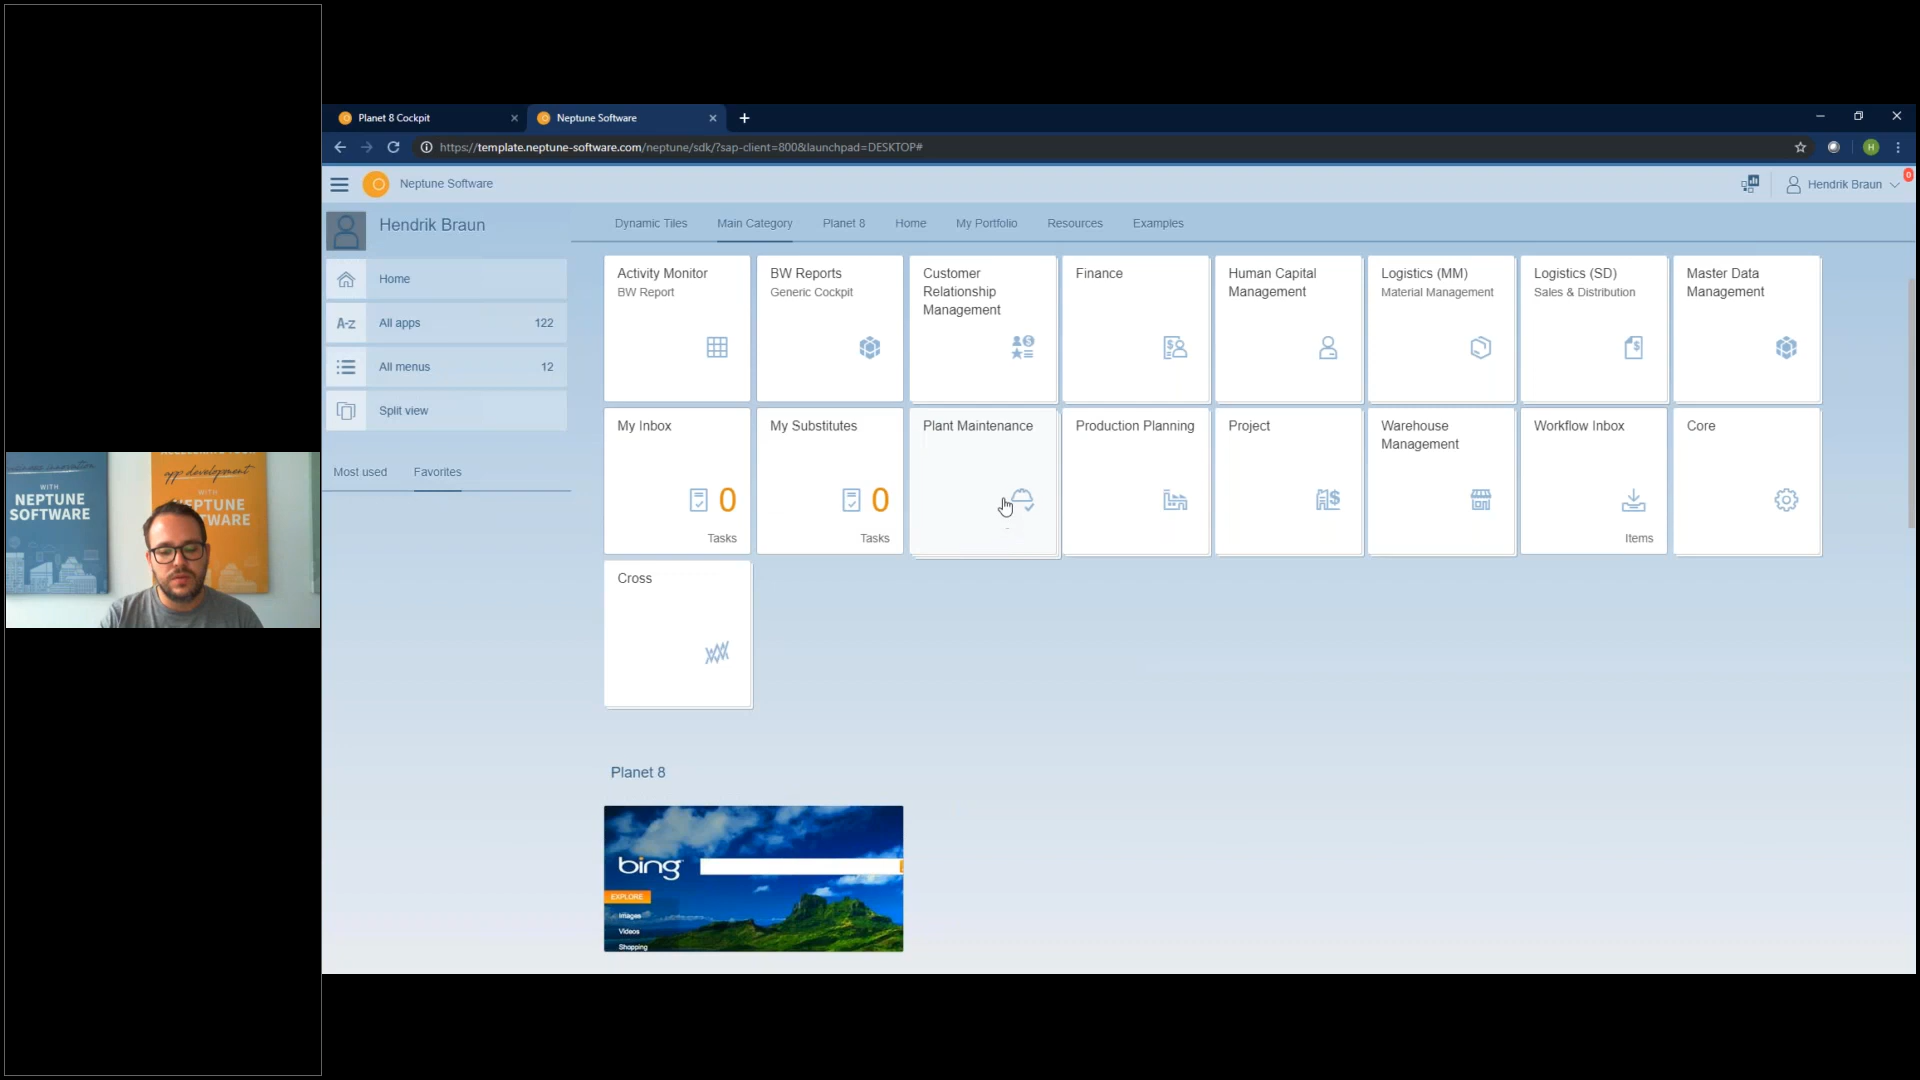 Planet 8 Cockpit
Neptune Software
https://template.neptune-software.com/neptune/sdk/?sap-client=800&launchpad=DESKTOP#
H
Neptune Software
Hendrik Braun
0
Hendrik Braun
Home
A-z All apps 122
All menus 12
Split view
Most used Favorites
Dynamic Tiles Main Category Planet 8 Home My Portfolio Resources Examples
Activity Monitor
BW Report
BW Reports
Generic Cockpit
Customer
Relationship
Management
Finance
Human Capital
Management
Logistics (MM)
Material Management
Logistics (SD)
Sales & Distribution
Master Data
Management
My Inbox
0
Tasks
My Substitutes
0
Tasks
Plant Maintenance
Production Planning
Project
Warehouse
Management
Workflow Inbox
Items
Core
Cross
Planet 8
bing
EXPLORE
Images
Videos
Shopping
WITH
NEPTUNE
SOFTWARE
app development
WITH